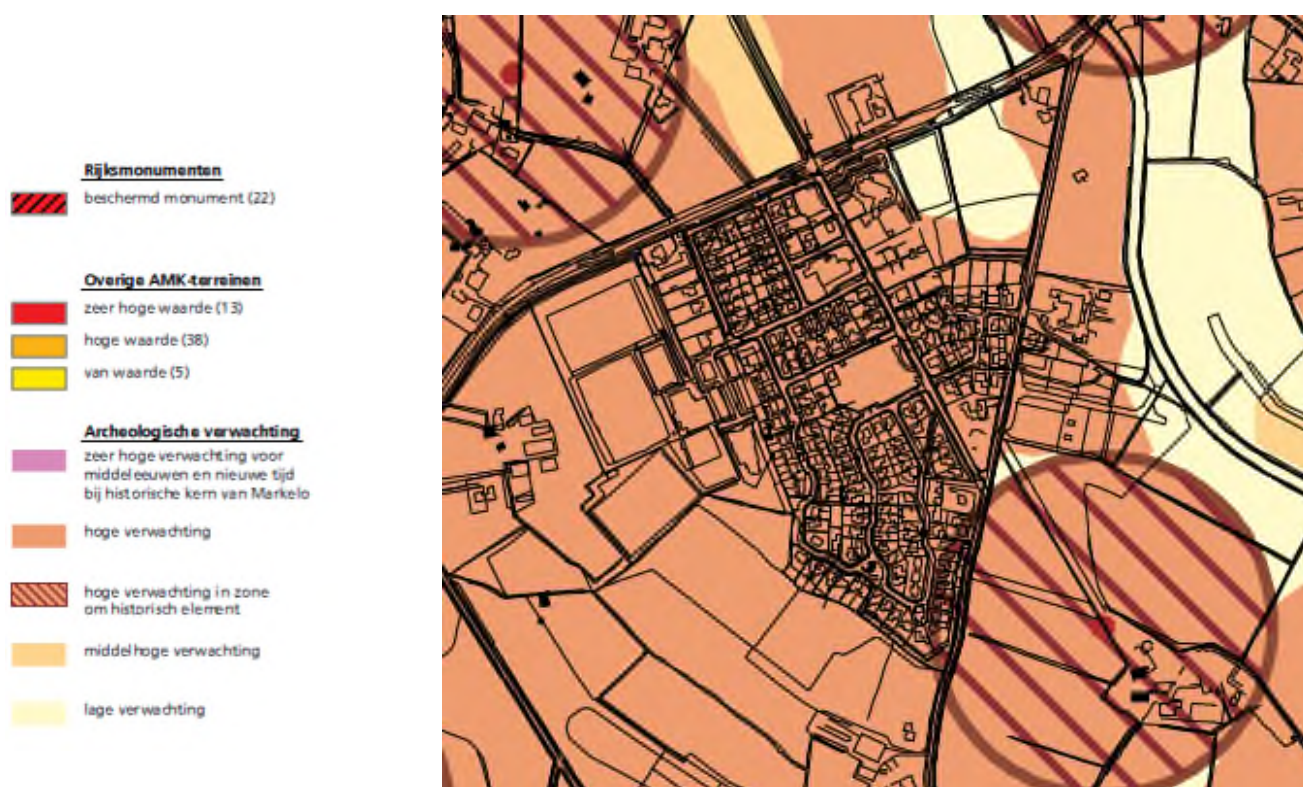 Rijksmonumenten
beschermd monument (22)
Overige AMK-terreinen
zeer hoge waarde (13)
hoge waarde (38)
van waarde (5)
Archeologische verwachting
zeer hoge verwachting voor
middeleeuwen en nieuwe tijd
bij historische kern van Markelo
hoge verwachting
hoge verwachting in zone
om historisch element
middelhoge verwachting
lage verwachting